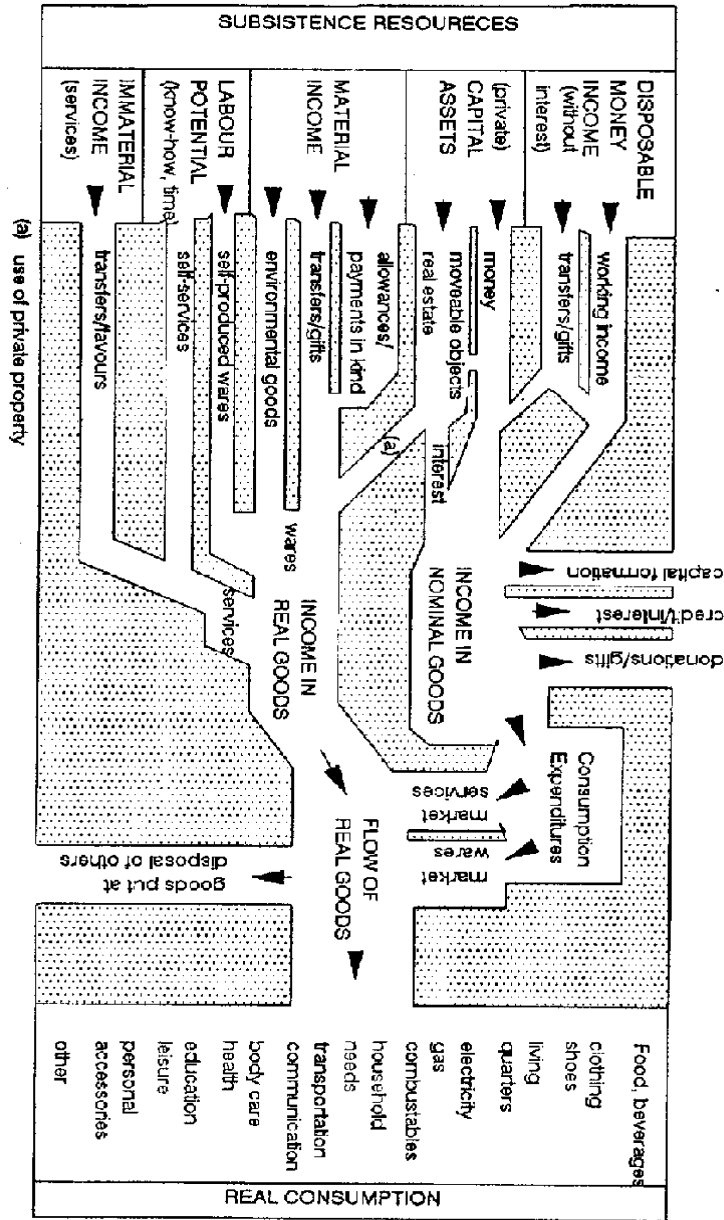 SUBSISTENCE RESOURECES
DISPOSABLE
MONEY
INCOME
(without
interest)
(private)
CAPITAL
ASSETS
MATERIAL
INCOME
LABOUR
POTENTIAL
(know-how, time)
IMMATERIAL
INCOME
(services)
working income
transfers/gifts
money
moveable objects
real estate
allowances/
payments in kind
transfers/gifts
environmental goods
self-produced wares
self-services
transfers/favours
(a)
interest
wares
services
INCOME IN
NOMINAL GOODS
INCOME IN
REAL GOODS
capital formation
credit/interest
donations/gifts
Consumption
Expenditures
market
services
market
wares
FLOW OF
REAL GOODS
goods put at
disposal of others
Food, beverages
clothing
shoes
living
quarters
electricity
gas
combustables
household
needs
transportation
communication
body care
health
education
leisure
personal
accessories
other
REAL CONSUMPTION
(a) use of private property